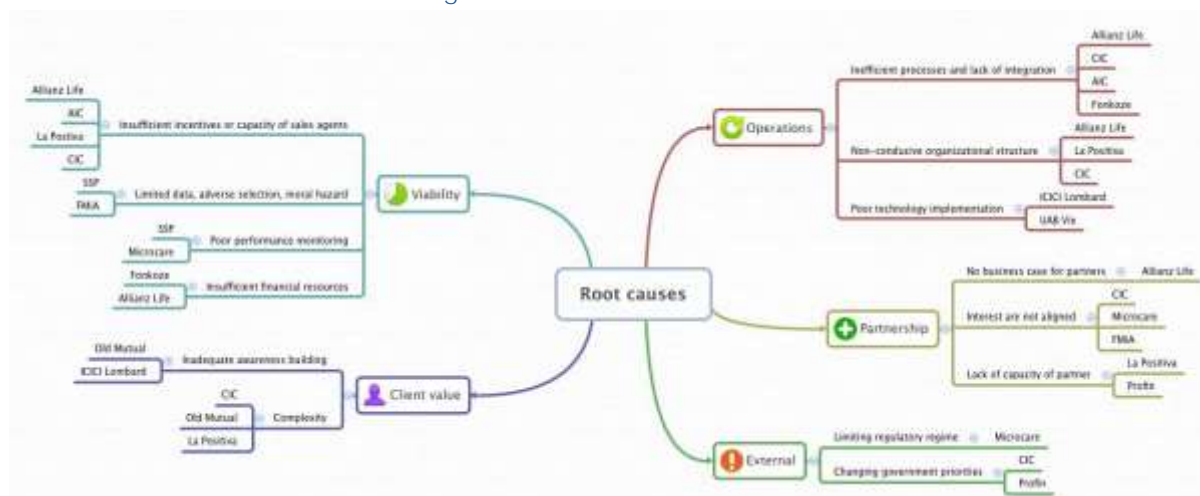 Root causes
Viability
Insufficient incentives or capacity of sales agents
Allianz Life
AIC
La Positiva
CIC
Limited data, adverse selection, moral hazard
SSP
FMiA
Poor performance monitoring
SSP
Microcare
Insufficient financial resources
Fonkoze
Allianz Life
Client value
Inadequate awareness building
Old Mutual
ICICI Lombard
Complexity
CIC
Old Mutual
La Positiva
Operations
Inefficient processes and lack of integration
Allianz Life
CIC
AIC
Fonkoze
Non-conducive organizational structure
Allianz Life
La Positiva
CIC
Poor technology implementation
ICICI Lombard
UAB Vie
Partnership
No business case for partners
Allianz Life
Interest are not aligned
CIC
Microcare
FMiA
Lack of capacity of partner
La Positiva
Profin
External
Limiting regulatory regime
Microcare
Changing government priorities
CIC
Profin